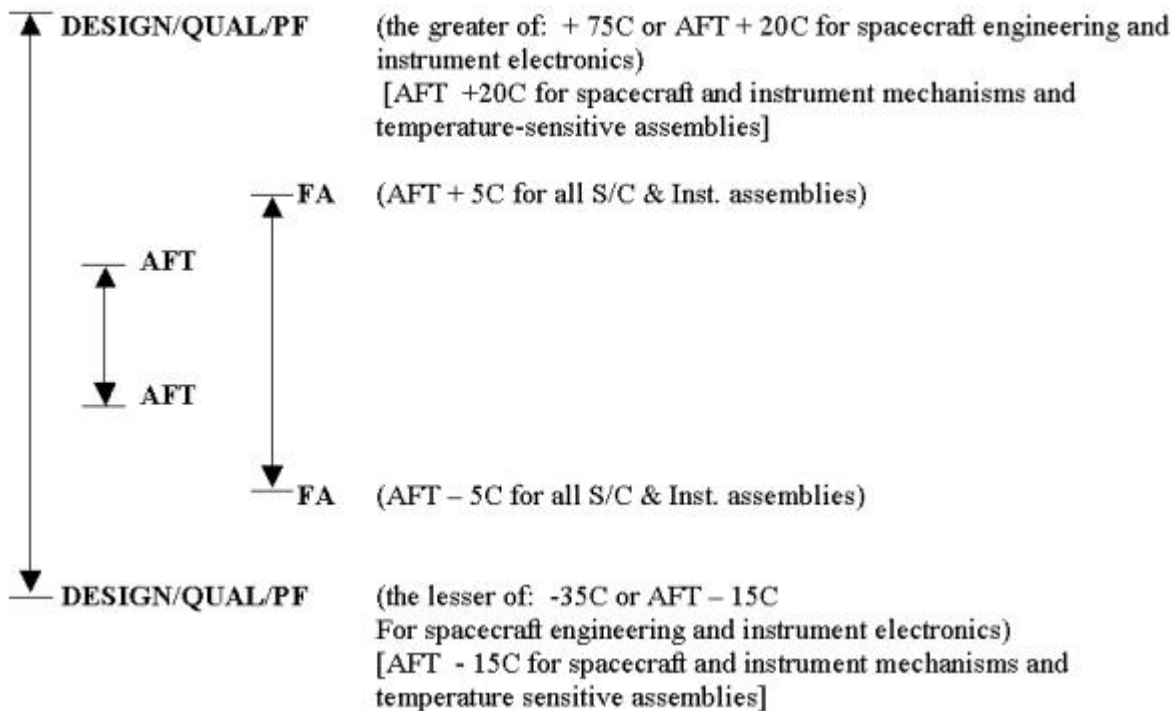 DESIGN/QUAL/PF (the greater of: + 75C or AFT + 20C for spacecraft engineering and
instrument electronics)
[AFT +20C for spacecraft and instrument mechanisms and
temperature-sensitive assemblies]
FA (AFT + 5C for all S/C & Inst. assemblies)
AFT
AFT
FA (AFT – 5C for all S/C & Inst. assemblies)
DESIGN/QUAL/PF (the lesser of: -35C or AFT – 15C
For spacecraft engineering and instrument electronics)
[AFT - 15C for spacecraft and instrument mechanisms and
temperature sensitive assemblies]